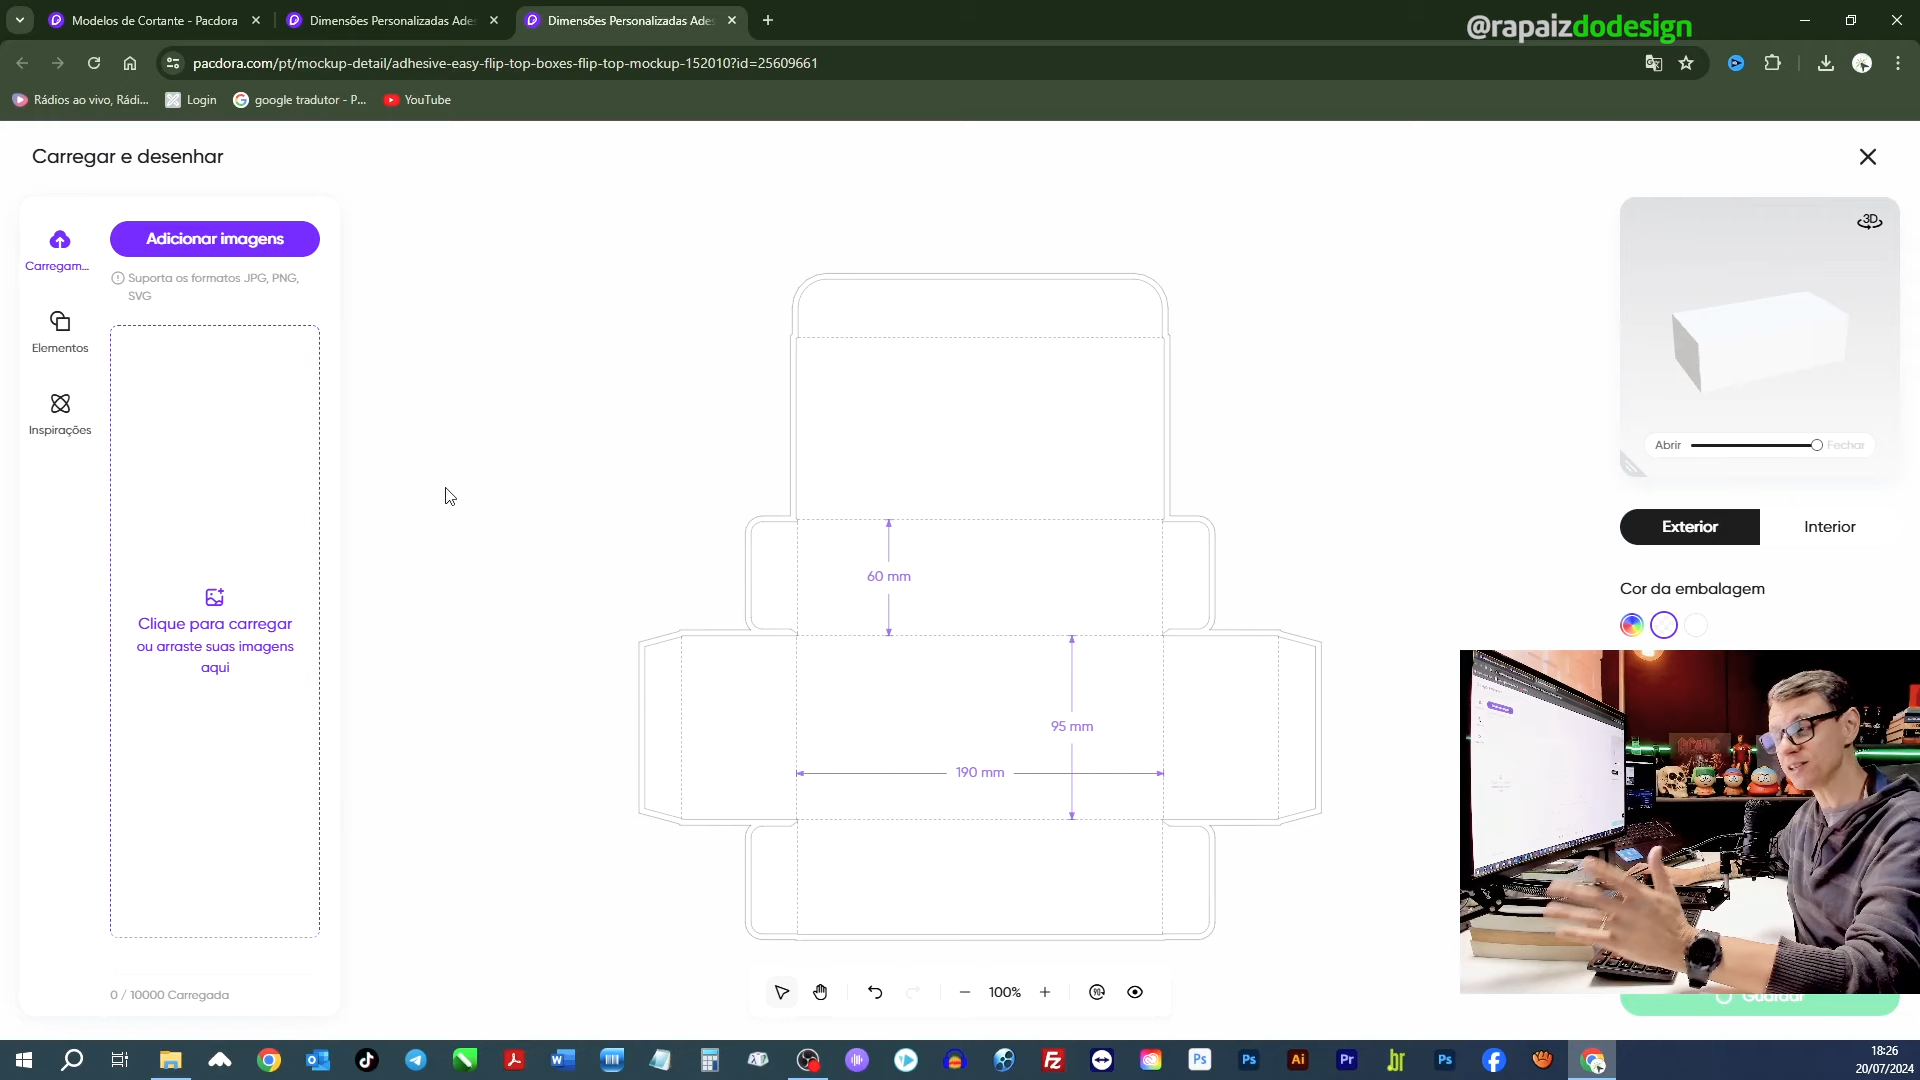 Modelos de Cortante - Pacdora
Dimensões Personalizadas Ades
Dimensões Personalizadas Ades
@rapaizdodesign
pacdora.com/pt/mockup-detail/adhesive-easy-flip-top-boxes-flip-top-mockup-152010?id=25609661
Rádios ao vivo, Rádi...
Login
google tradutor - P...
YouTube
Carregar e desenhar
Carregam...
Adicionar imagens
Suporta os formatos JPG, PNG,
SVG
Elementos
Inspirações
Clique para carregar
ou arraste suas imagens
aqui
0 / 10000 Carregada
60 mm
95 mm
190 mm
100%
3D
Abrir
Fechar
Exterior
Interior
Cor da embalagem
Guardar
18:26
20/07/2024